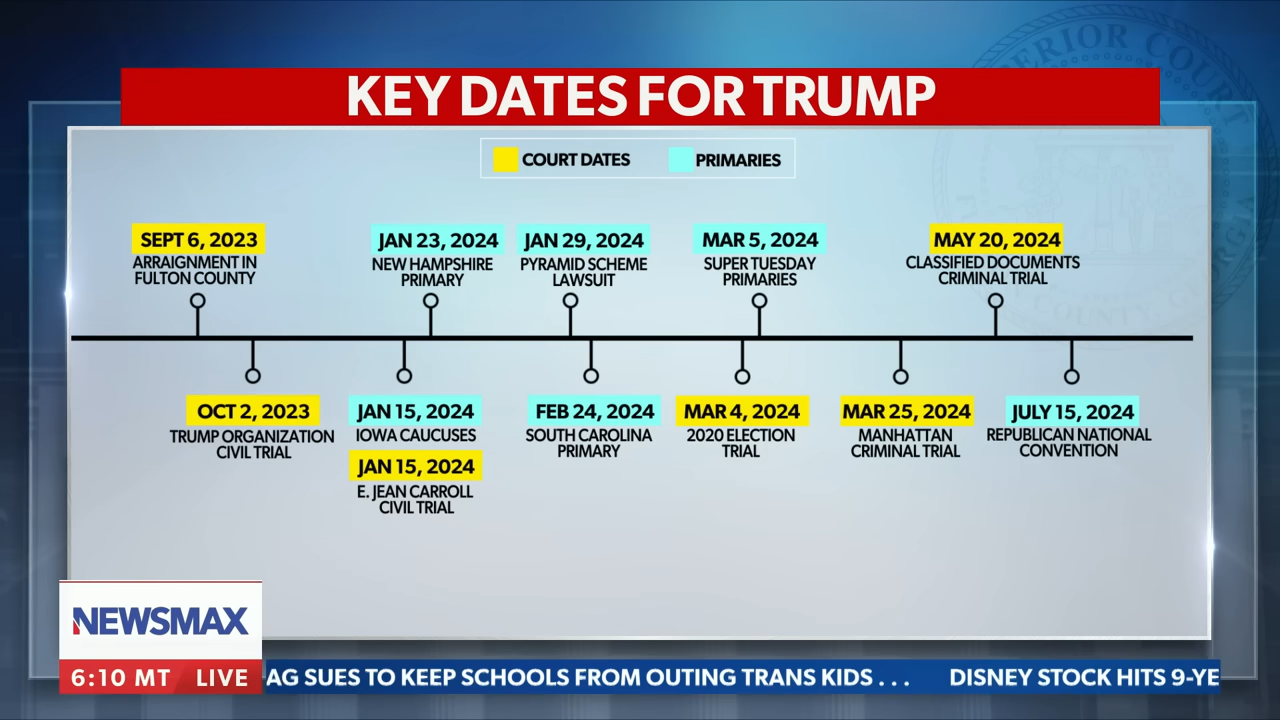 KEY DATES FOR TRUMP
COURT DATES
PRIMARIES
SEPT 6, 2023
ARRAIGNMENT IN
FULTON COUNTY
JAN 23, 2024
NEW HAMPSHIRE
PRIMARY
JAN 29, 2024
PYRAMID SCHEME
LAWSUIT
MAR 5, 2024
SUPER TUESDAY
PRIMARIES
MAY 20, 2024
CLASSIFIED DOCUMENTS
CRIMINAL TRIAL
OCT 2, 2023
TRUMP ORGANIZATION
CIVIL TRIAL
JAN 15, 2024
IOWA CAUCUSES
JAN 15, 2024
E. JEAN CARROLL
CIVIL TRIAL
FEB 24, 2024
SOUTH CAROLINA
PRIMARY
MAR 4, 2024
2020 ELECTION
TRIAL
MAR 25, 2024
MANHATTAN
CRIMINAL TRIAL
JULY 15, 2024
REPUBLICAN NATIONAL
CONVENTION
NEWSMAX
6:10 MT LIVE
AG SUES TO KEEP SCHOOLS FROM OUTING TRANS KIDS . . . DISNEY STOCK HITS 9-YE